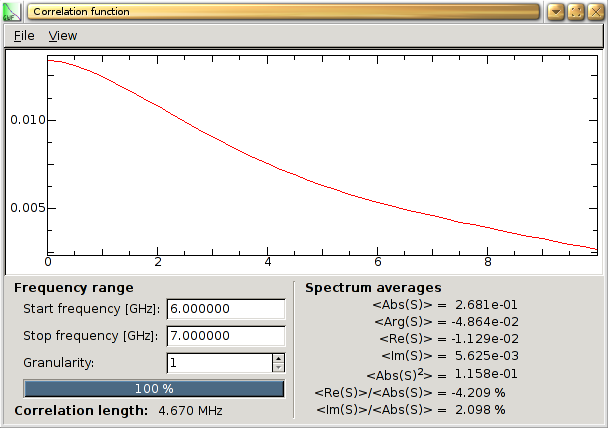 Correlation function
File View
0.010
0.005
0 2 4 6 8
Frequency range
Start frequency [GHz]: 6.000000
Stop frequency [GHz]: 7.000000
Granularity: 1
100 %
Correlation length: 4.670 MHz
Spectrum averages
<Abs(S)> = 2.681e-01
<Arg(S)> = -4.864e-02
<Re(S)> = -1.129e-02
<Im(S)> = 5.625e-03
<Abs(S)²> = 1.158e-01
<Re(S)>/<Abs(S)> = -4.209 %
<Im(S)>/<Abs(S)> = 2.098 %